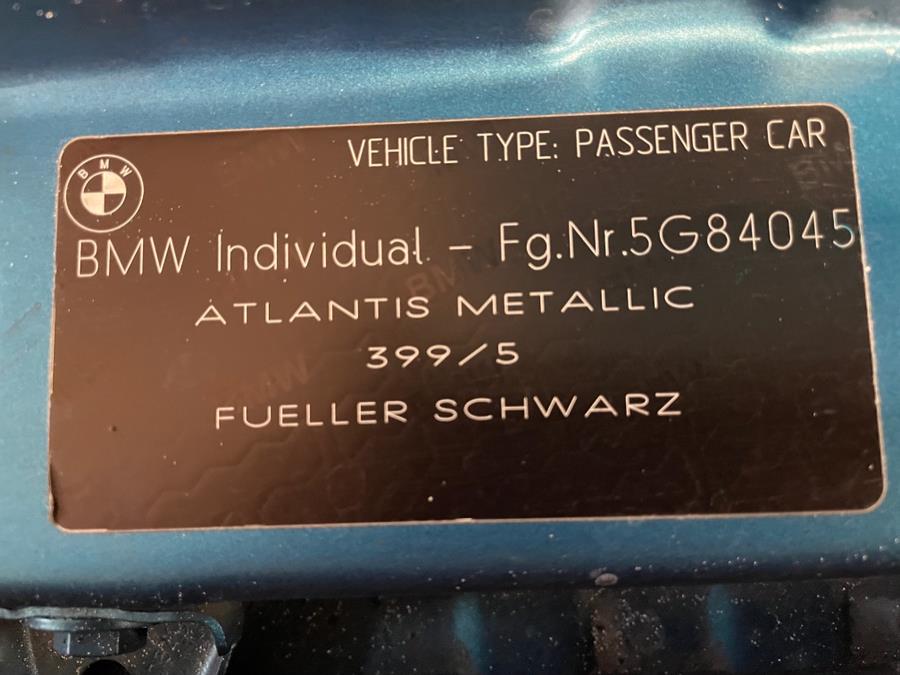 VEHICLE TYPE: PASSENGER CAR
BMW
BMW Individual - Fg.Nr.5G84045
ATLANTIS METALLIC
399/5
FUELLER SCHWARZ